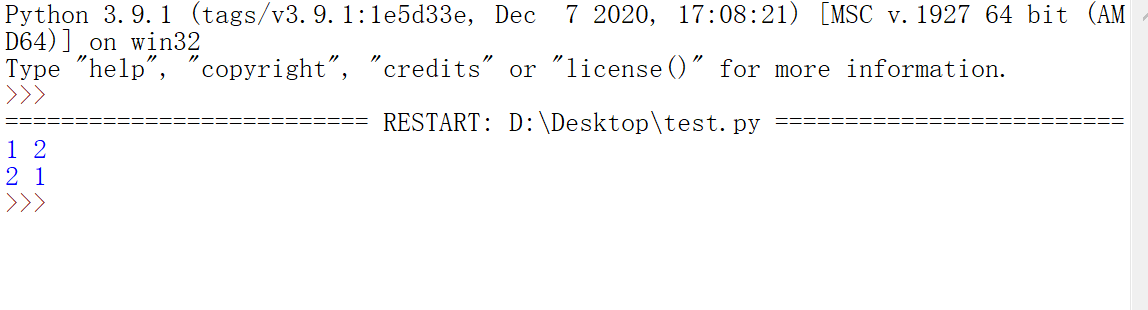 Python 3.9.1 (tags/v3.9.1:1e5d33e, Dec  7 2020, 17:08:21) [MSC v.1927 64 bit (AM
D64)] on win32
Type "help", "copyright", "credits" or "license()" for more information.
>>>
========================== RESTART: D:\Desktop\test.py =========================
1 2
2 1
>>>